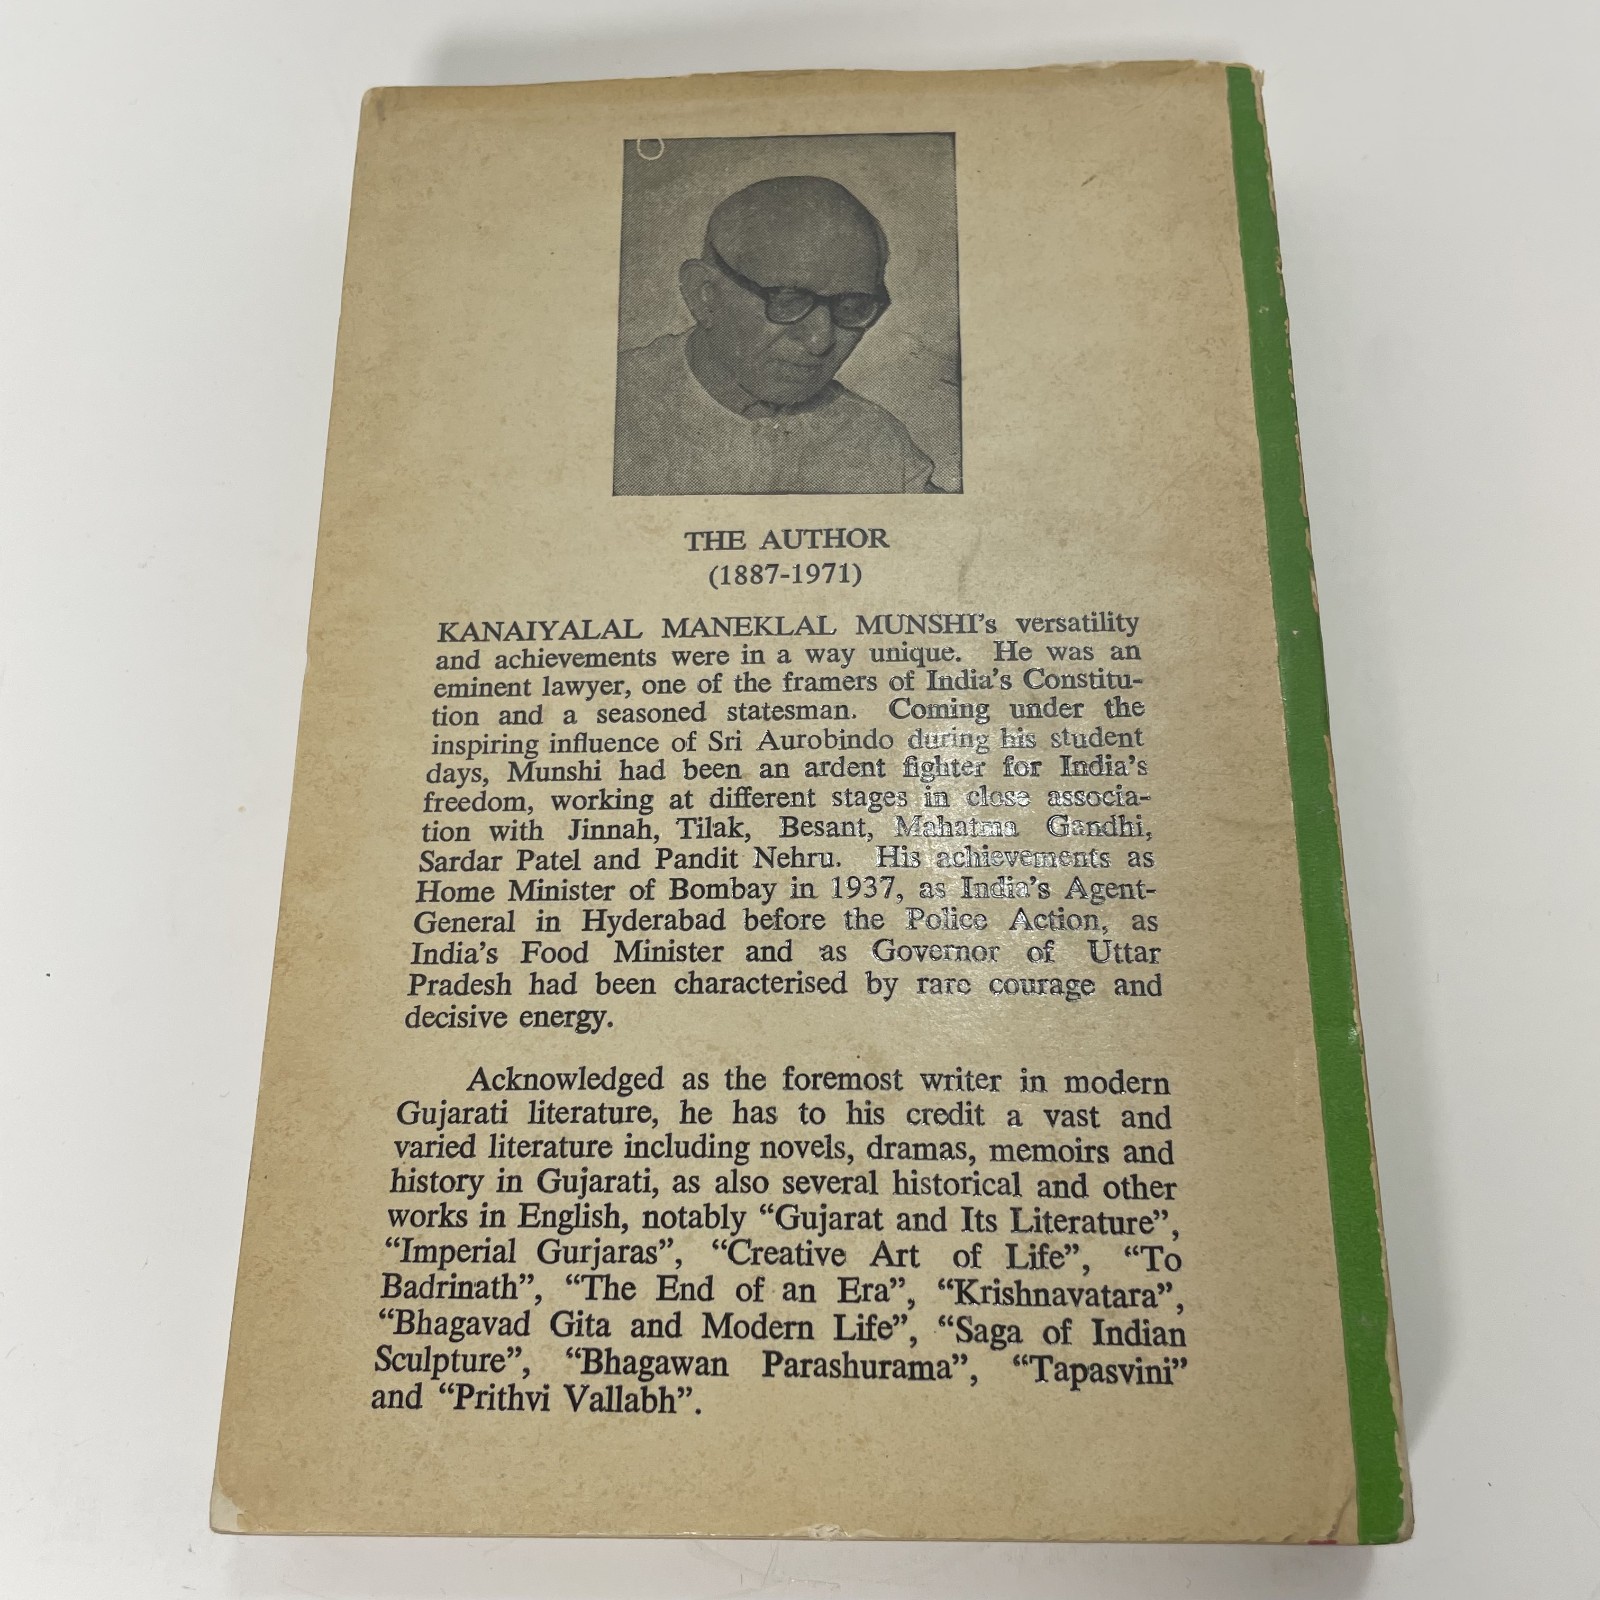 THE AUTHOR
(1887-1971)
KANAIYALAL MANEKLAL MUNSHI's versatility
and achievements were in a way unique. He was an
eminent lawyer, one of the framers of India's Constitu-
tion and a seasoned statesman. Coming under the
inspiring influence of Sri Aurobindo during his student
days, Munshi had been an ardent fighter for India's
freedom, working at different stages in close associa-
tion with Jinnah, Tilak, Besant, Mahatma Gandhi,
Sardar Patel and Pandit Nehru. His achievements as
Home Minister of Bombay in 1937, as India's Agent-
General in Hyderabad before the Police Action, as
India's Food Minister and as Governor of Uttar
Pradesh had been characterised by rare courage and
decisive energy.
Acknowledged as the foremost writer in modern
Gujarati literature, he has to his credit a vast and
varied literature including novels, dramas, memoirs and
history in Gujarati, as also several historical and other
works in English, notably “Gujarat and Its Literature”,
“Imperial Gurjaras”, “Creative Art of Life”, “To
Badrinath”, “The End of an Era”, “Krishnavatara”,
“Bhagavad Gita and Modern Life”, “Saga of Indian
Sculpture”, “Bhagawan Parashurama”, “Tapasvini”
and “Prithvi Vallabh”.